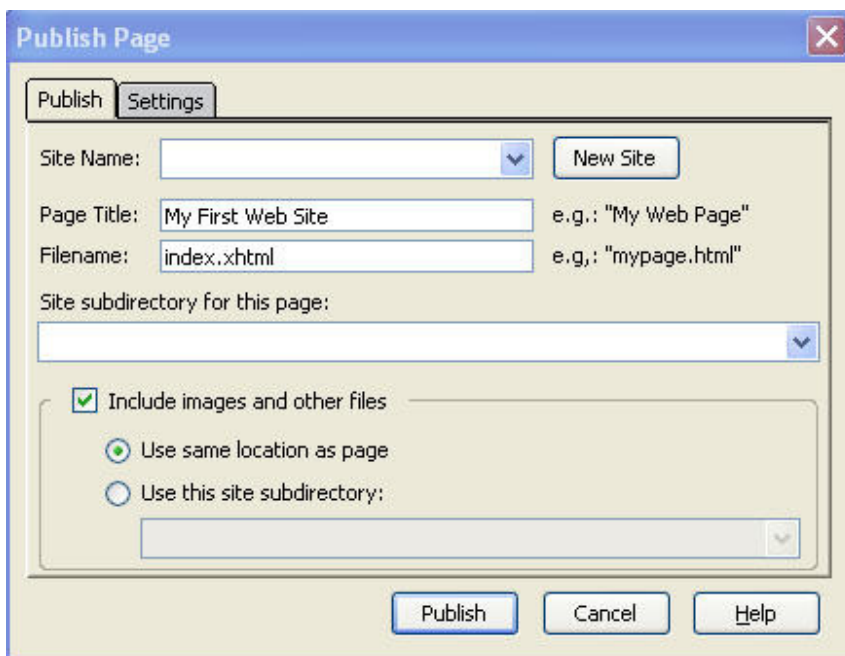 Publish Page
Publish Settings
Site Name: New Site
Page Title: My First Web Site e.g.: "My Web Page"
Filename: index.xhtml e.g,: "mypage.html"
Site subdirectory for this page:
Include images and other files
Use same location as page
Use this site subdirectory:
Publish Cancel Help